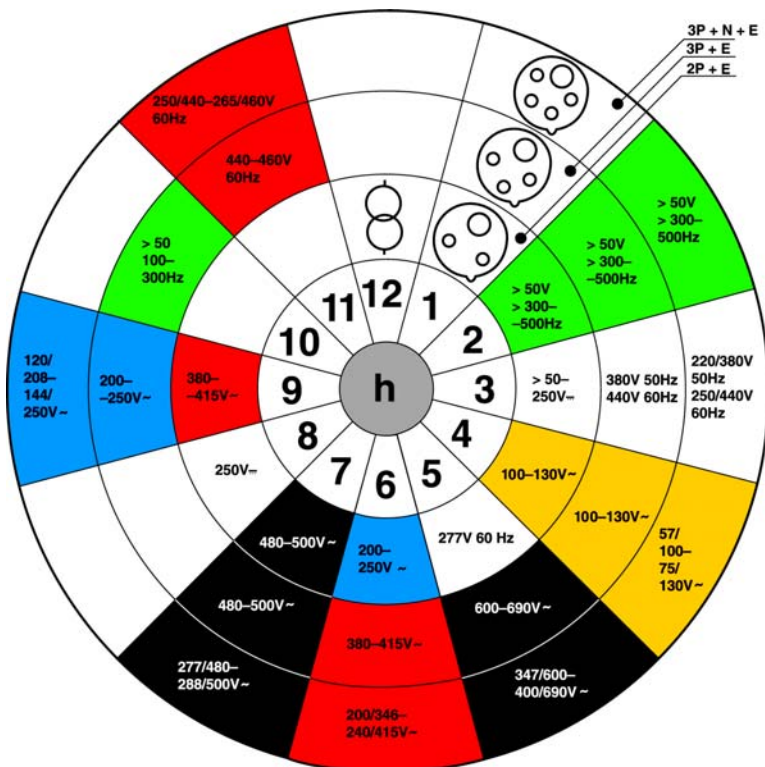 3P + N + E
3P + E
2P + E
250/440–265/460V
60Hz
440–460V
60Hz
> 50V
> 300–
500Hz
> 50V
> 300–
–500Hz
> 50V
> 300–
–500Hz
> 50
100–
300Hz
12
1
2
3
4
5
6
7
8
9
10
11
h
120/
208–
144/
250V~
200–
–250V~
380–
–415V~
> 50–
250V⎓
380V 50Hz
440V 60Hz
220/380V
50Hz
250/440V
60Hz
250V⎓
100–130V~
100–130V~
57/
100–
75/
130V~
480–500V~
200–
250V ~
277V 60 Hz
480–500V~
380–415V~
600–690V~
277/480–
288/500V~
200/346–
240/415V~
347/600–
400/690V~